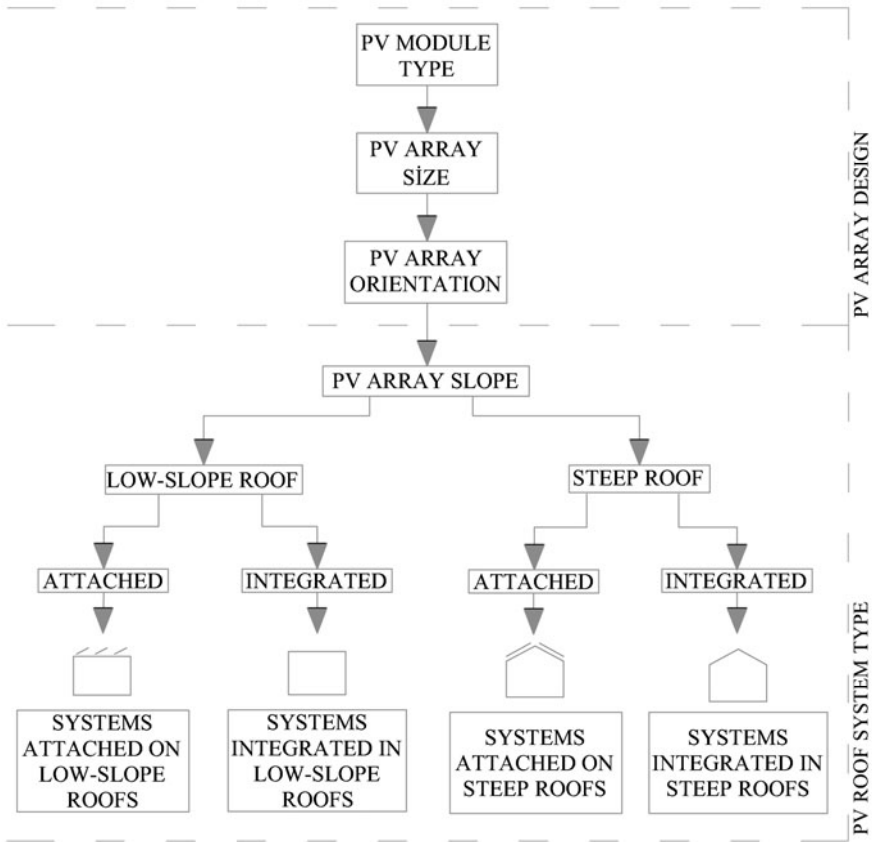 PV MODULE
TYPE
PV ARRAY
SİZE
PV ARRAY
ORIENTATION
PV ARRAY DESIGN
PV ARRAY SLOPE
LOW-SLOPE ROOF
STEEP ROOF
ATTACHED
INTEGRATED
ATTACHED
INTEGRATED
SYSTEMS
ATTACHED ON
LOW-SLOPE
ROOFS
SYSTEMS
INTEGRATED IN
LOW-SLOPE
ROOFS
SYSTEMS
ATTACHED ON
STEEP ROOFS
SYSTEMS
INTEGRATED IN
STEEP ROOFS
PV ROOF SYSTEM TYPE